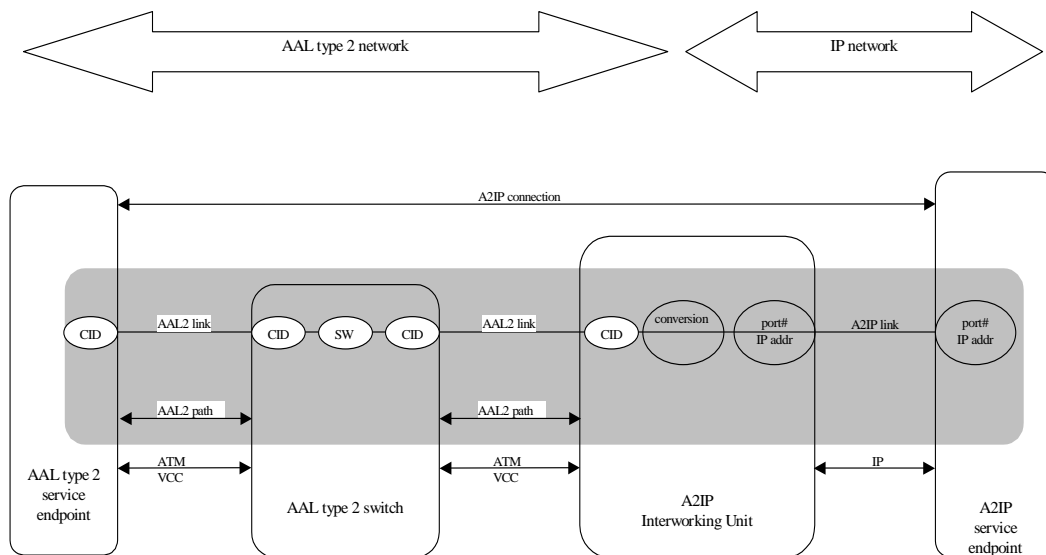 AAL type 2 network
IP network
A2IP connection
CID
AAL2 link
CID
SW
CID
AAL2 link
CID
conversion
port#
IP addr
A2IP link
port#
IP addr
AAL2 path
AAL2 path
ATM
VCC
ATM
VCC
IP
AAL type 2
service
endpoint
AAL type 2 switch
A2IP
Interworking Unit
A2IP
service
endpoint